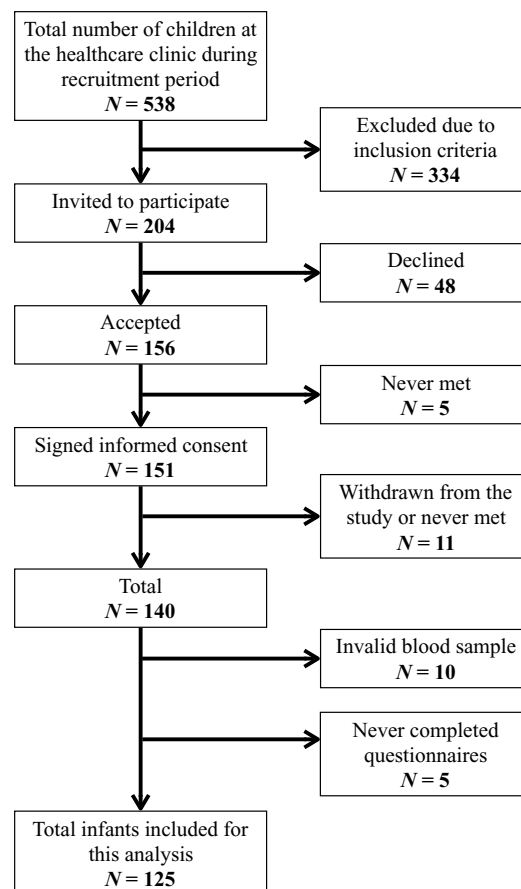 Total number of children at
the healthcare clinic during
recruitment period
N = 538
Excluded due to
inclusion criteria
N = 334
Invited to participate
N = 204
Declined
N = 48
Accepted
N = 156
Never met
N = 5
Signed informed consent
N = 151
Withdrawn from the
study or never met
N = 11
Total
N = 140
Invalid blood sample
N = 10
Never completed
questionnaires
N = 5
Total infants included for
this analysis
N = 125